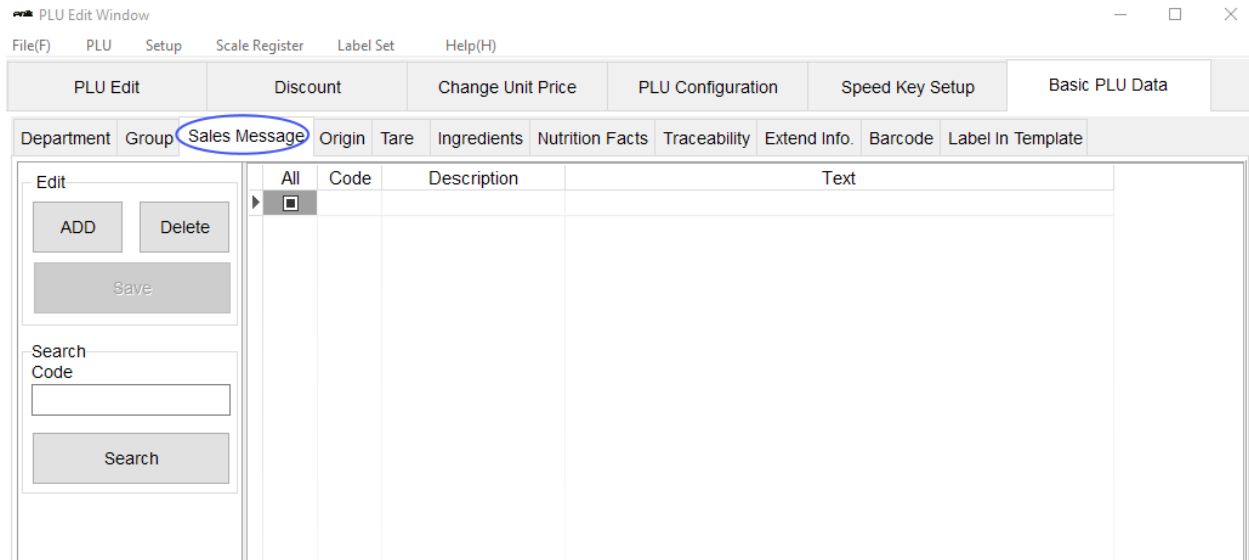 PLU Edit Window
File(F) PLU Setup Scale Register Label Set Help(H)
PLU Edit Discount Change Unit Price PLU Configuration Speed Key Setup Basic PLU Data
Department Group Sales Message Origin Tare Ingredients Nutrition Facts Traceability Extend Info. Barcode Label In Template
Edit
ADD Delete
Save
Search
Code
Search
All Code Description Text